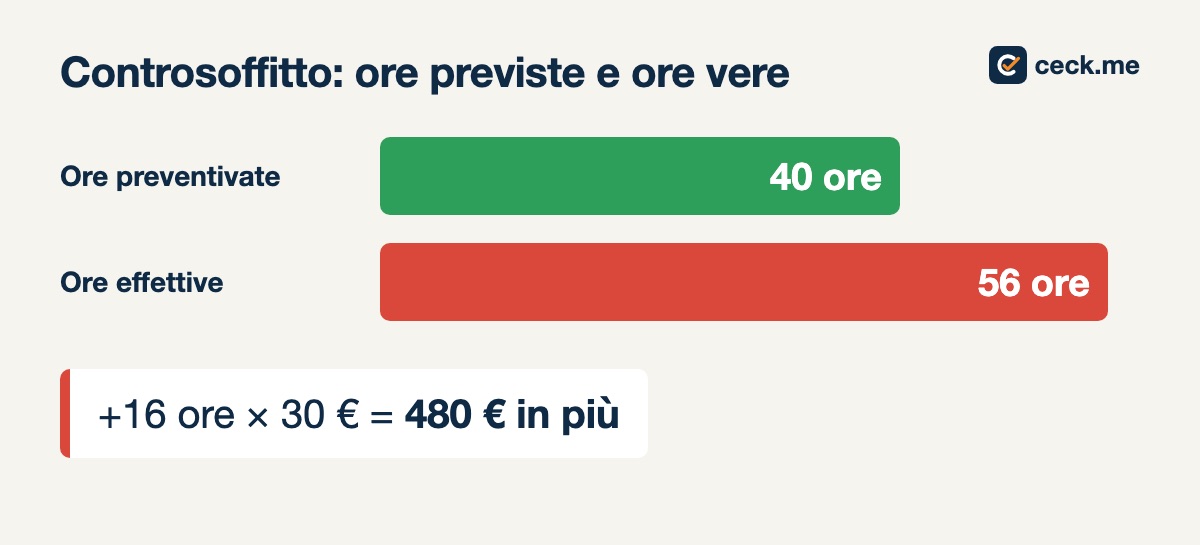 Controsoffitto: ore previste e ore vere
ceck.me
Ore preventivate
40 ore
Ore effettive
56 ore
+16 ore × 30 € = 480 € in più